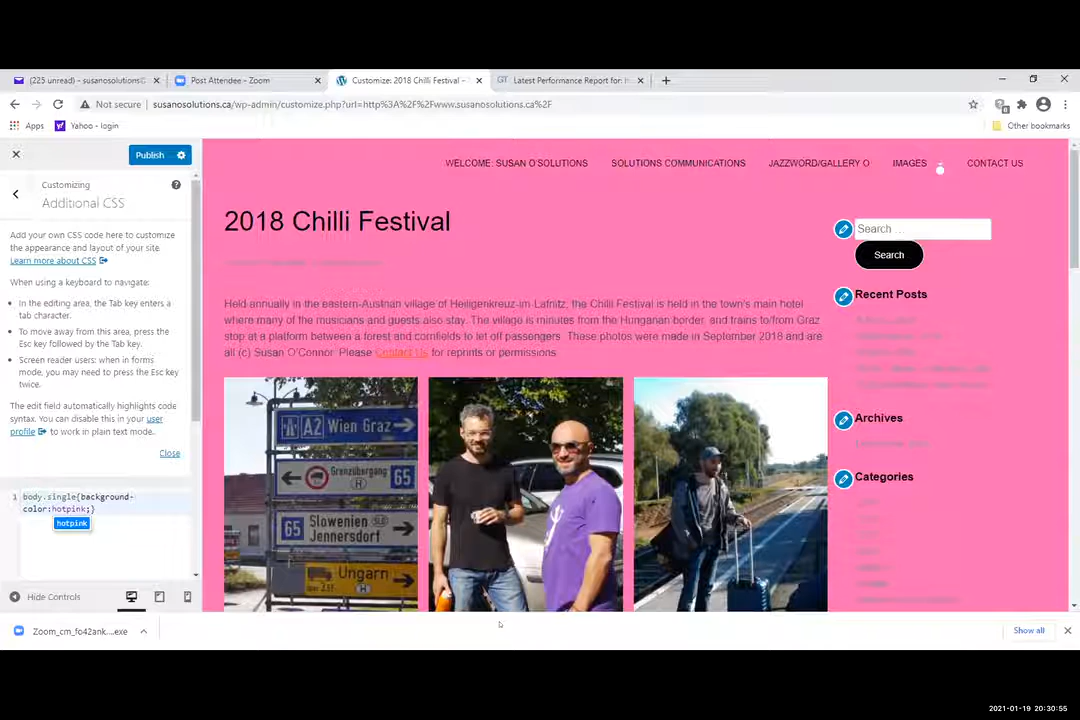 (225 unread) - susanosolutions@
Post Attendee - Zoom
Customize: 2018 Chilli Festival -
Latest Performance Report for: h
Not secure
susanosolutions.ca/wp-admin/customize.php?url=http%3A%2F%2Fwww.susanosolutions.ca%2F
Apps
Yahoo - login
Other bookmarks
Publish
Customizing
Additional CSS
Add your own CSS code here to customize
the appearance and layout of your site.
Learn more about CSS
When using a keyboard to navigate:
In the editing area, the Tab key enters a
tab character.
To move away from this area, press the
Esc key followed by the Tab key.
Screen reader users: when in forms
mode, you may need to press the Esc key
twice.
The edit field automatically highlights code
syntax. You can disable this in your user
profile to work in plain text mode.
Close
1 body.single{background-
color:hotpink;}
hotpink
Hide Controls
WELCOME: SUSAN O'SOLUTIONS
SOLUTIONS COMMUNICATIONS
JAZZWORD/GALLERY O
IMAGES
CONTACT US
2018 Chilli Festival
Held annually in the eastern-Austrian village of Heiligenkreuz-im-Lafnitz, the Chilli Festival is held in the town's main hotel
where many of the musicians and guests also stay. The village is minutes from the Hungarian border, and trains to/from Graz
stop at a platform between a forest and cornfields to let off passengers. These photos were made in September 2018 and are
all (c) Susan O'Connor. Please Contact Us for reprints or permissions.
A A2 Wien Graz
Grenzübergang
H
65
65
Slowenien
Jennersdorf
Ungarn
H
Search …
Search
Recent Posts
Archives
Categories
Zoom_cm_fo42ank....exe
Show all
2021-01-19 20:30:55